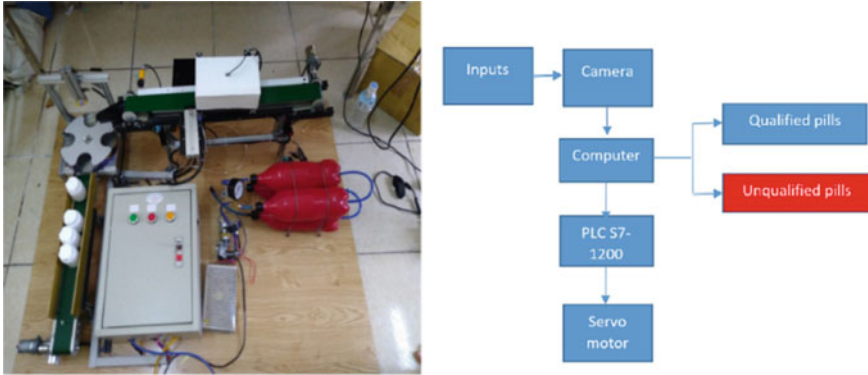 Inputs
Camera
Computer
Qualified pills
Unqualified pills
PLC S7-
1200
Servo
motor